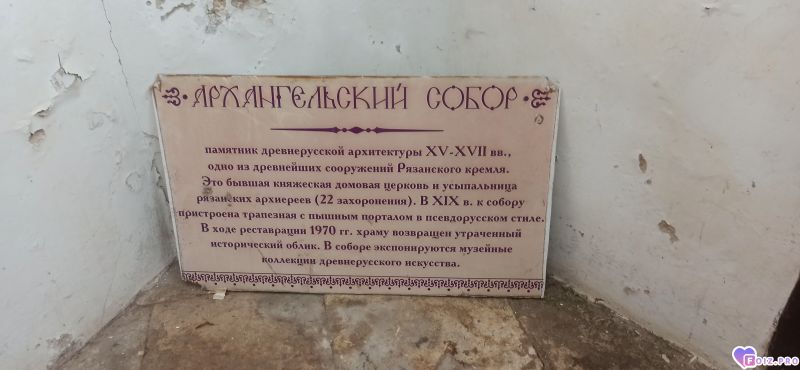 АРХАНГЕЛЬСКИЙ СОБОР
памятник древнерусской архитектуры XV-XVII вв.,
одно из древнейших сооружений Рязанского кремля.
Это бывшая княжеская домовая церковь и усыпальница
рязанских архиереев (22 захоронения). В XIX в. к собору
пристроена трапезная с пышным порталом в псевдорусском стиле.
В ходе реставрации 1970 гг. храму возвращен утраченный
исторический облик. В соборе экспонируются музейные
коллекции древнерусского искусства.
FDIZ.PRO